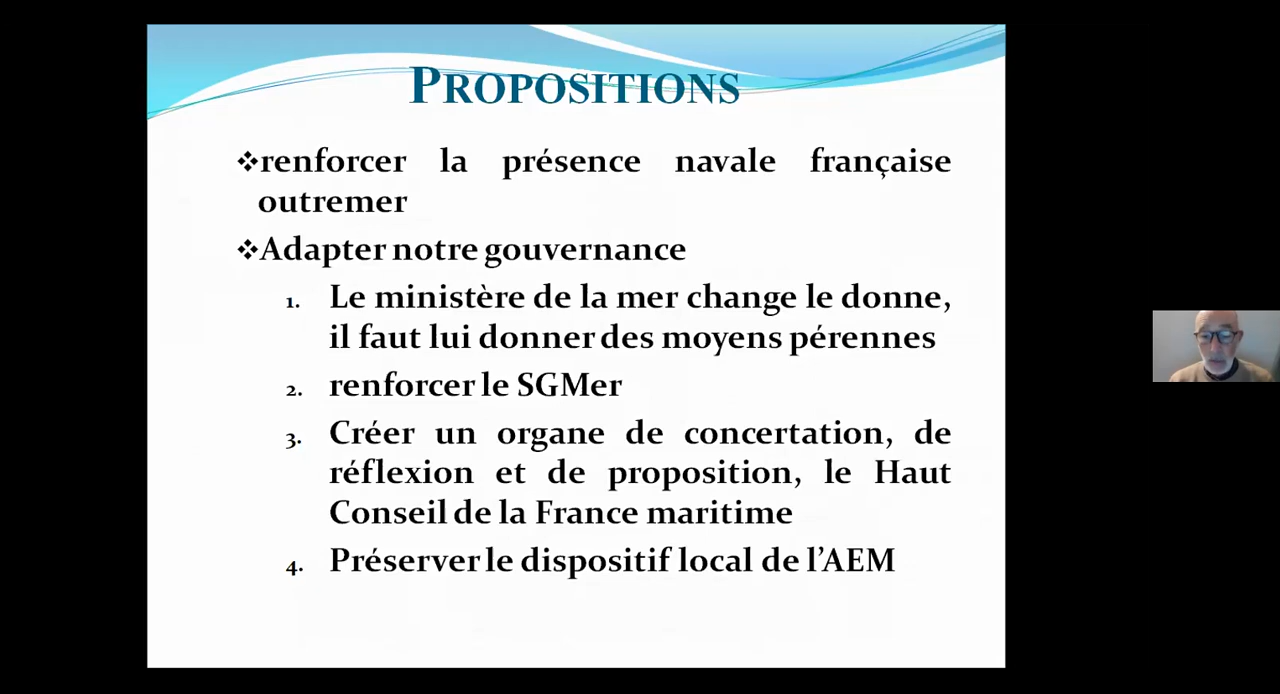 PROPOSITIONS
❖renforcer la présence navale française
outremer
❖Adapter notre gouvernance
1. Le ministère de la mer change le donne,
il faut lui donner des moyens pérennes
2. renforcer le SGMer
3. Créer un organe de concertation, de
réflexion et de proposition, le Haut
Conseil de la France maritime
4. Préserver le dispositif local de l’AEM